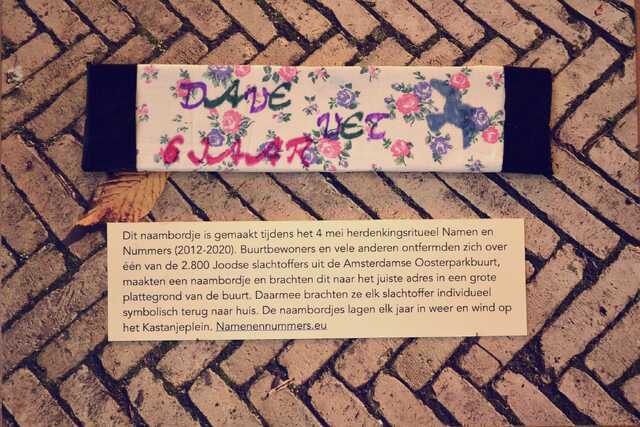 DAVE
VET
6 JAAR
Dit naambordje is gemaakt tijdens het 4 mei herdenkingsritueel Namen en
Nummers (2012-2020). Buurtbewoners en vele anderen ontfermden zich over
één van de 2.800 Joodse slachtoffers uit de Amsterdamse Oosterparkbuurt,
maakten een naambordje en brachten dit naar het juiste adres in een grote
plattegrond van de buurt. Daarmee brachten ze elk slachtoffer individueel
symbolisch terug naar huis. De naambordjes lagen elk jaar in weer en wind op
het Kastanjeplein. Namenennummers.eu